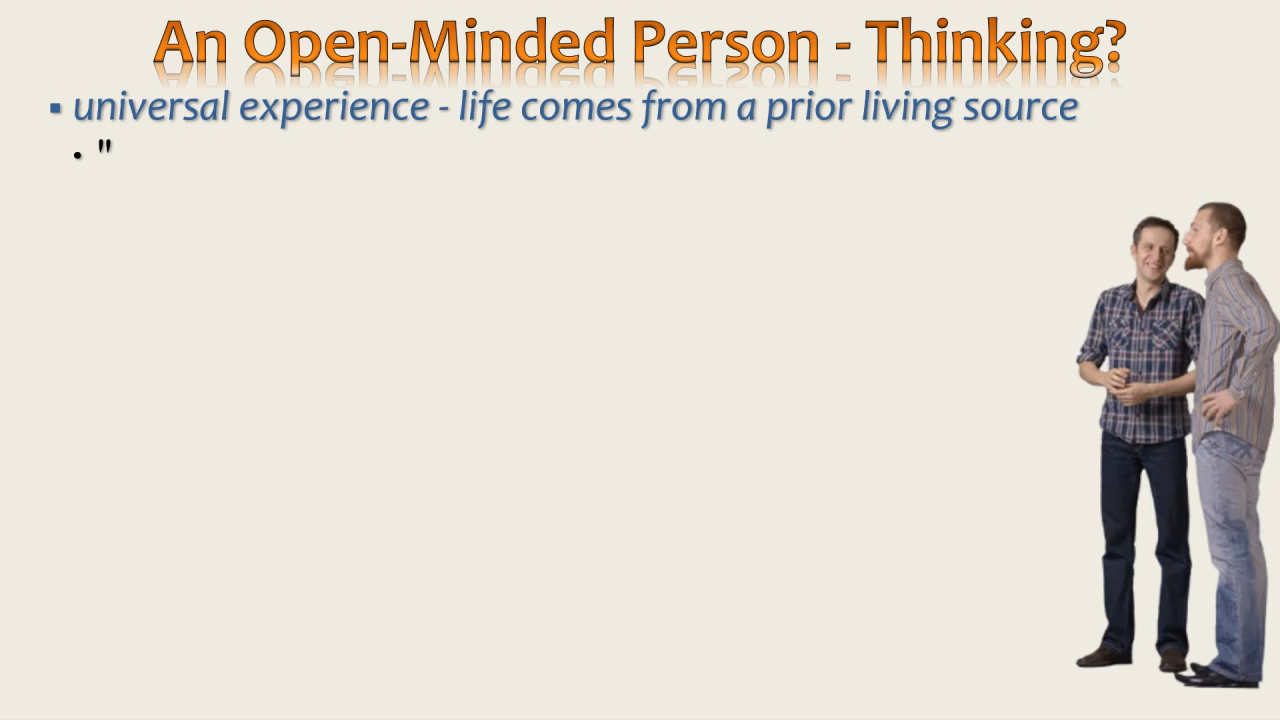 An Open-Minded Person - Thinking?
▪ universal experience - life comes from a prior living source
• "